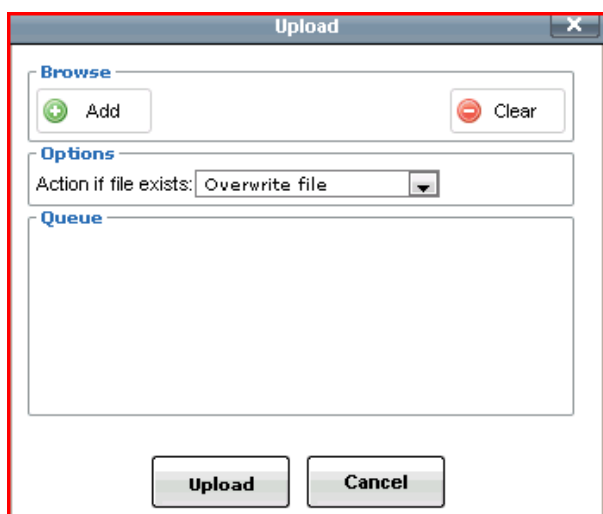 Upload
Browse
Add Clear
Options
Action if file exists: Overwrite file
Queue
Upload Cancel